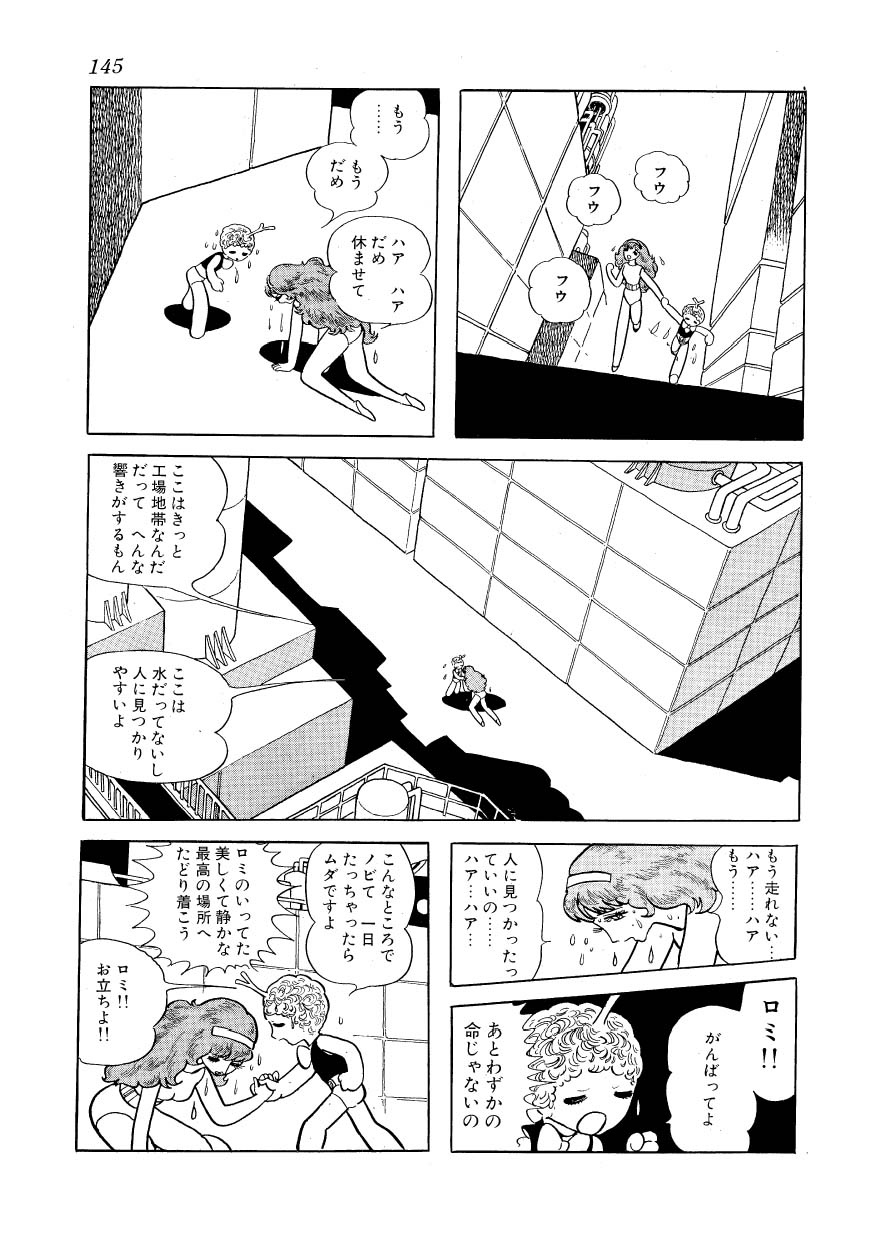 145
フウ
フウ
フウ
もう
……
もう
だめ
ハア ハア
だめ
休ませて
ここはきっと
工場地帯なんだ
だって へんな
響きがするもん
ここは
水だってないし
人に見つかり
やすいよ
もう走れない…
ハア……ハア
もう……
人に見つかったっ
ていいの……
ハア…ハア…
ロミ!!
がんばってよ
あとわずかの
命じゃないの
こんなところで
ノビて 一日
たっちゃったら
ムダですよ
ロミのいってた
美しくて静かな
最高の場所へ
たどり着こう
ロミ!!
お立ちよ!!